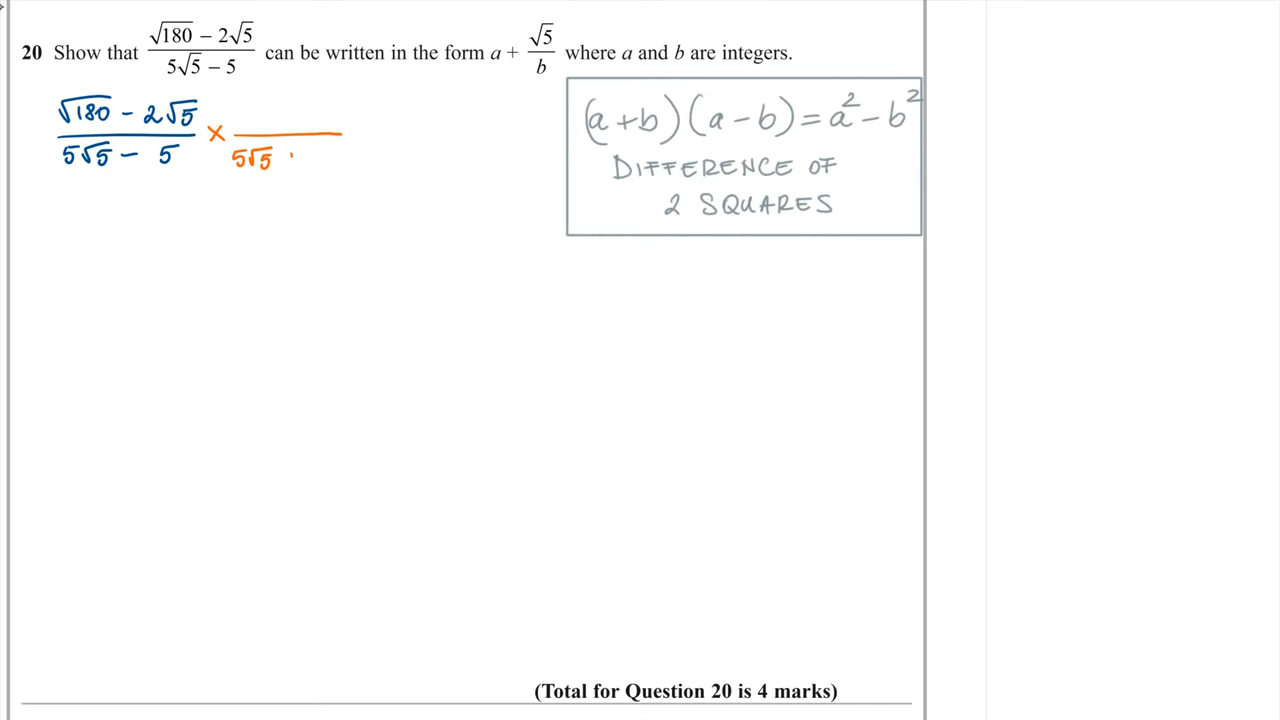 20 Show that (√180 − 2√5)/(5√5 − 5) can be written in the form a + √5/b where a and b are integers.
(√180 − 2√5)/(5√5 − 5) × /(5√5
(a + b)(a − b) = a² − b²
DIFFERENCE OF
2 SQUARES
(Total for Question 20 is 4 marks)